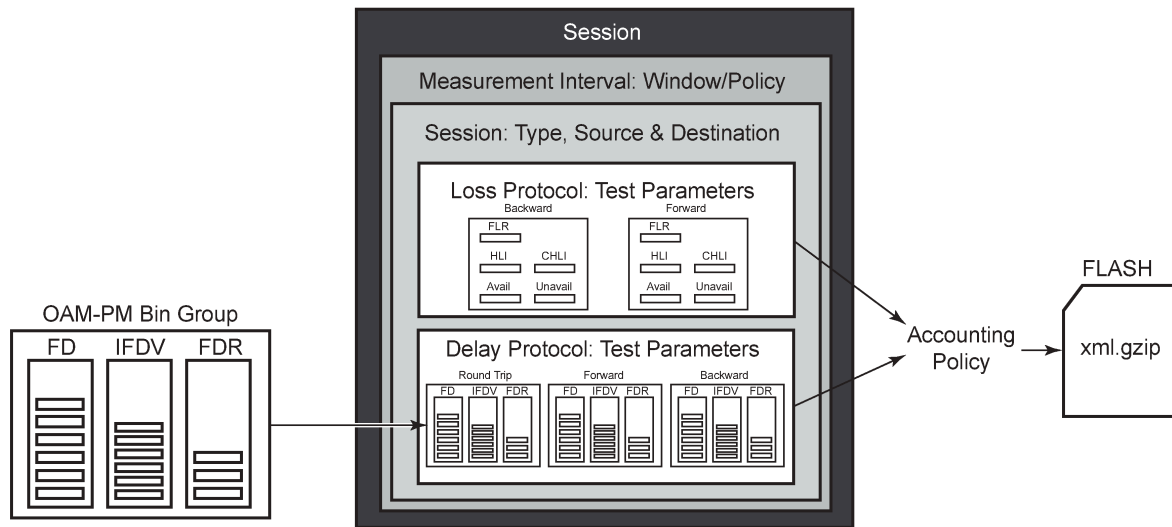 Session
Measurement Interval: Window/Policy
Session: Type, Source & Destination
Loss Protocol: Test Parameters
Backward
FLR
HLI CHLI
Avail Unavail
Forward
FLR
HLI CHLI
Avail Unavail
OAM-PM Bin Group
FD IFDV FDR
Delay Protocol: Test Parameters
Round Trip
FD IFDV FDR
Forward
FD IFDV FDR
Backward
FD IFDV FDR
Accounting
Policy
FLASH
xml.gzip